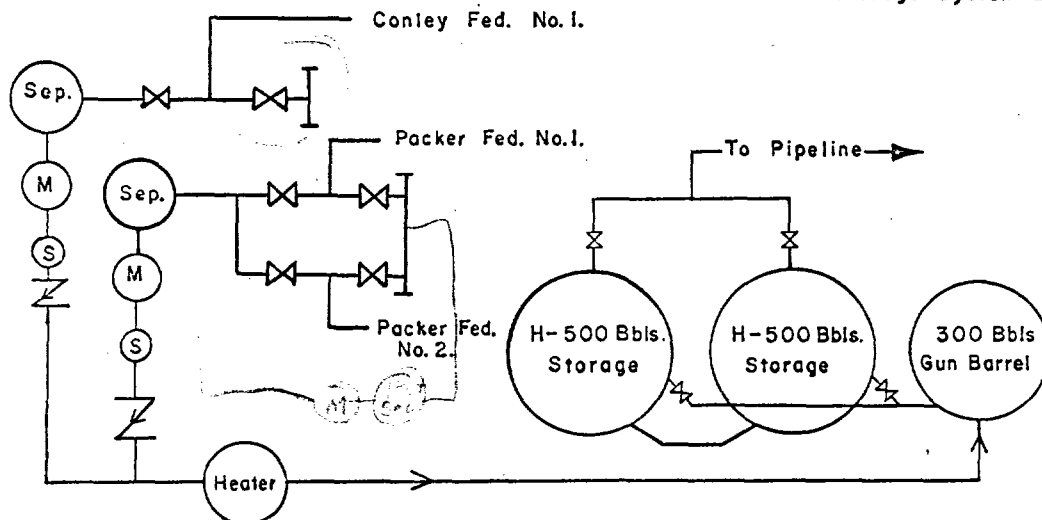 Conley Fed. No. 1.
Sep.
Packer Fed. No. 1.
To Pipeline
M
Sep.
S
M
H-500 Bbls.
Storage
H-500 Bbls.
Storage
300 Bbls
Gun Barrel
Packer Fed.
No. 2.
S
M
Heater